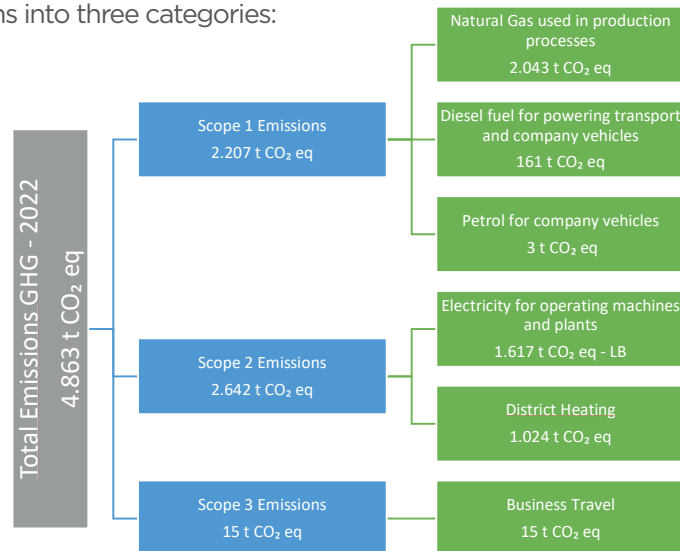 ns into three categories:
Total Emissions GHG - 2022
4.863 t CO₂ eq
Scope 1 Emissions
2.207 t CO₂ eq
Natural Gas used in production
processes
2.043 t CO₂ eq
Diesel fuel for powering transport
and company vehicles
161 t CO₂ eq
Petrol for company vehicles
3 t CO₂ eq
Scope 2 Emissions
2.642 t CO₂ eq
Electricity for operating machines
and plants
1.617 t CO₂ eq - LB
District Heating
1.024 t CO₂ eq
Scope 3 Emissions
15 t CO₂ eq
Business Travel
15 t CO₂ eq